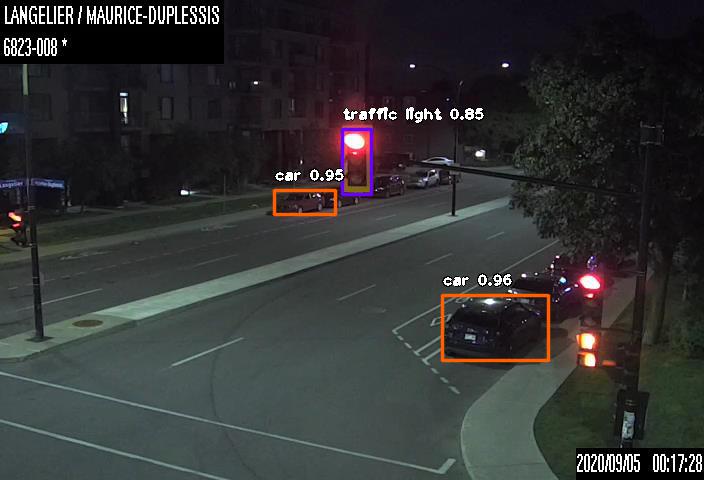 LANGELIER / MAURICE-DUPLESSIS
6823-008 *
traffic light 0.85
car 0.95
car 0.96
Langelier
2020/09/05 00:17:28